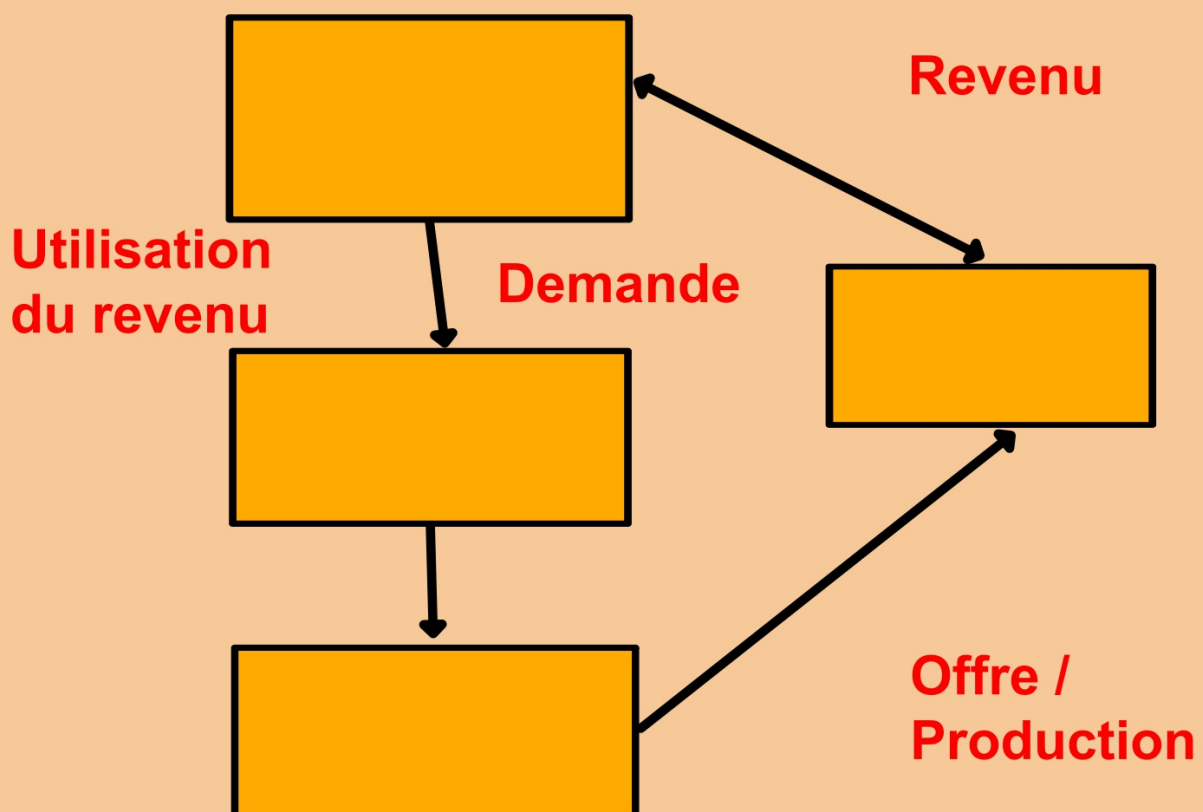 Revenu
Utilisation
du revenu
Demande
Offre /
Production